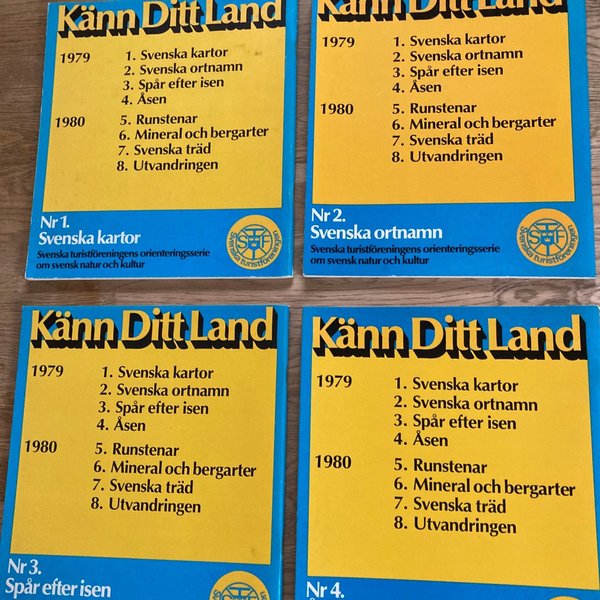 Känn Ditt Land
1979
1. Svenska kartor
2. Svenska ortnamn
3. Spår efter isen
4. Åsen
1980
5. Runstenar
6. Mineral och bergarter
7. Svenska träd
8. Utvandringen
Nr 1.
Svenska kartor
Svenska turistföreningens orienteringsserie
om svensk natur och kultur
STF
Svenska turistföreningen
Känn Ditt Land
1979
1. Svenska kartor
2. Svenska ortnamn
3. Spår efter isen
4. Åsen
1980
5. Runstenar
6. Mineral och bergarter
7. Svenska träd
8. Utvandringen
Nr 2.
Svenska ortnamn
Svenska turistföreningens orienteringsserie
om svensk natur och kultur
STF
Svenska turistföreningen
Känn Ditt Land
1979
1. Svenska kartor
2. Svenska ortnamn
3. Spår efter isen
4. Åsen
1980
5. Runstenar
6. Mineral och bergarter
7. Svenska träd
8. Utvandringen
Nr 3.
Spår efter isen
Känn Ditt Land
1979
1. Svenska kartor
2. Svenska ortnamn
3. Spår efter isen
4. Åsen
1980
5. Runstenar
6. Mineral och bergarter
7. Svenska träd
8. Utvandringen
Nr 4.